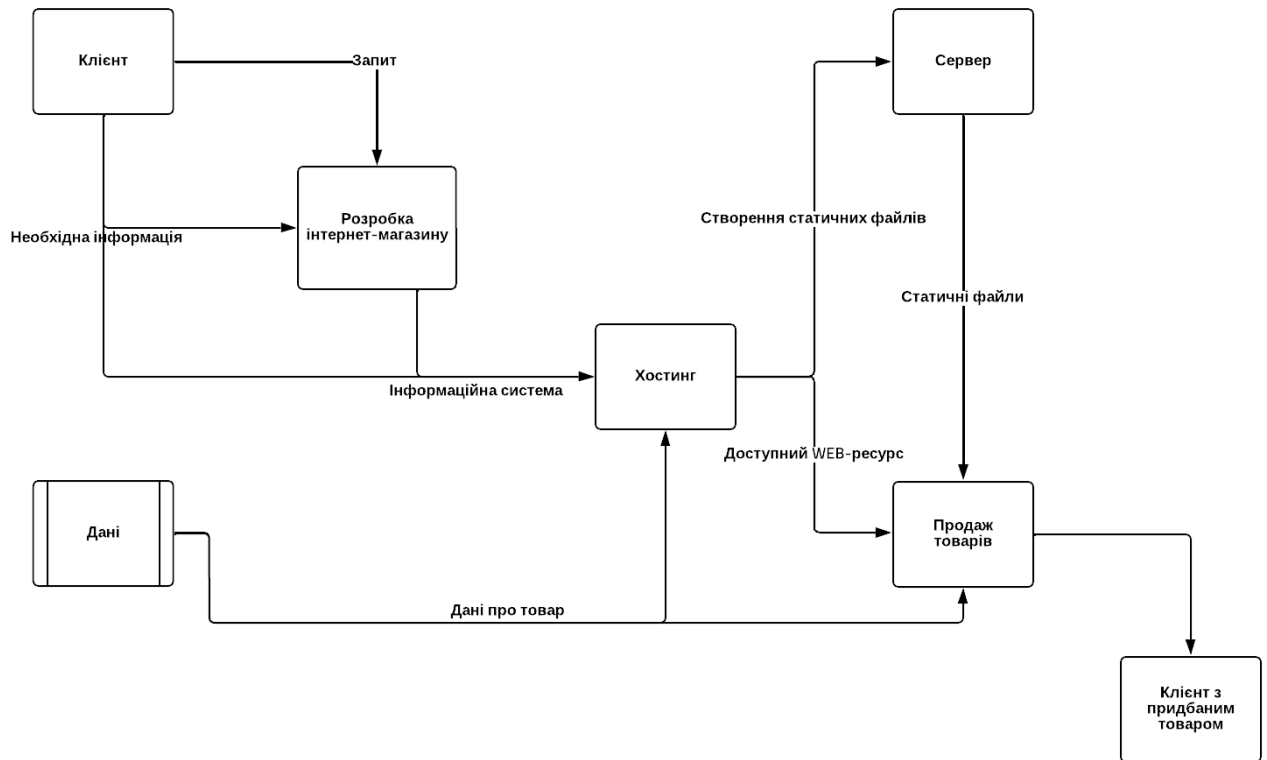 Клієнт
Запит
Сервер
Розробка
інтернет-магазину
Необхідна інформація
Створення статичних файлів
Статичні файли
Хостинг
Інформаційна система
Доступний WEB-ресурс
Дані
Продаж
товарів
Дані про товар
Клієнт з
придбаним
товаром